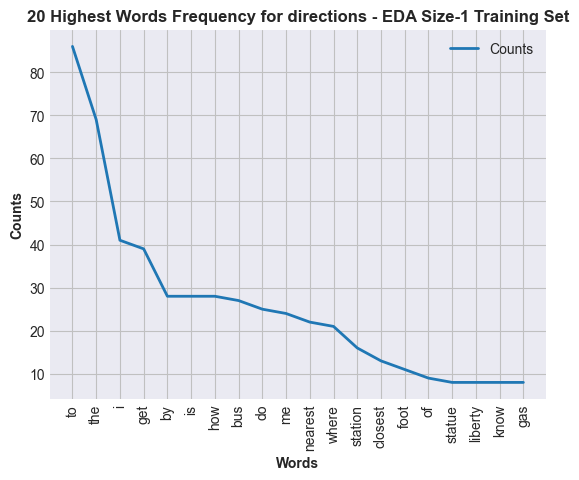 20 Highest Words Frequency for directions - EDA Size-1 Training Set
Counts
80
70
60
50
40
30
20
10
Counts
to
the
i
get
by
is
how
bus
do
me
nearest
where
station
closest
foot
of
statue
liberty
know
gas
Words